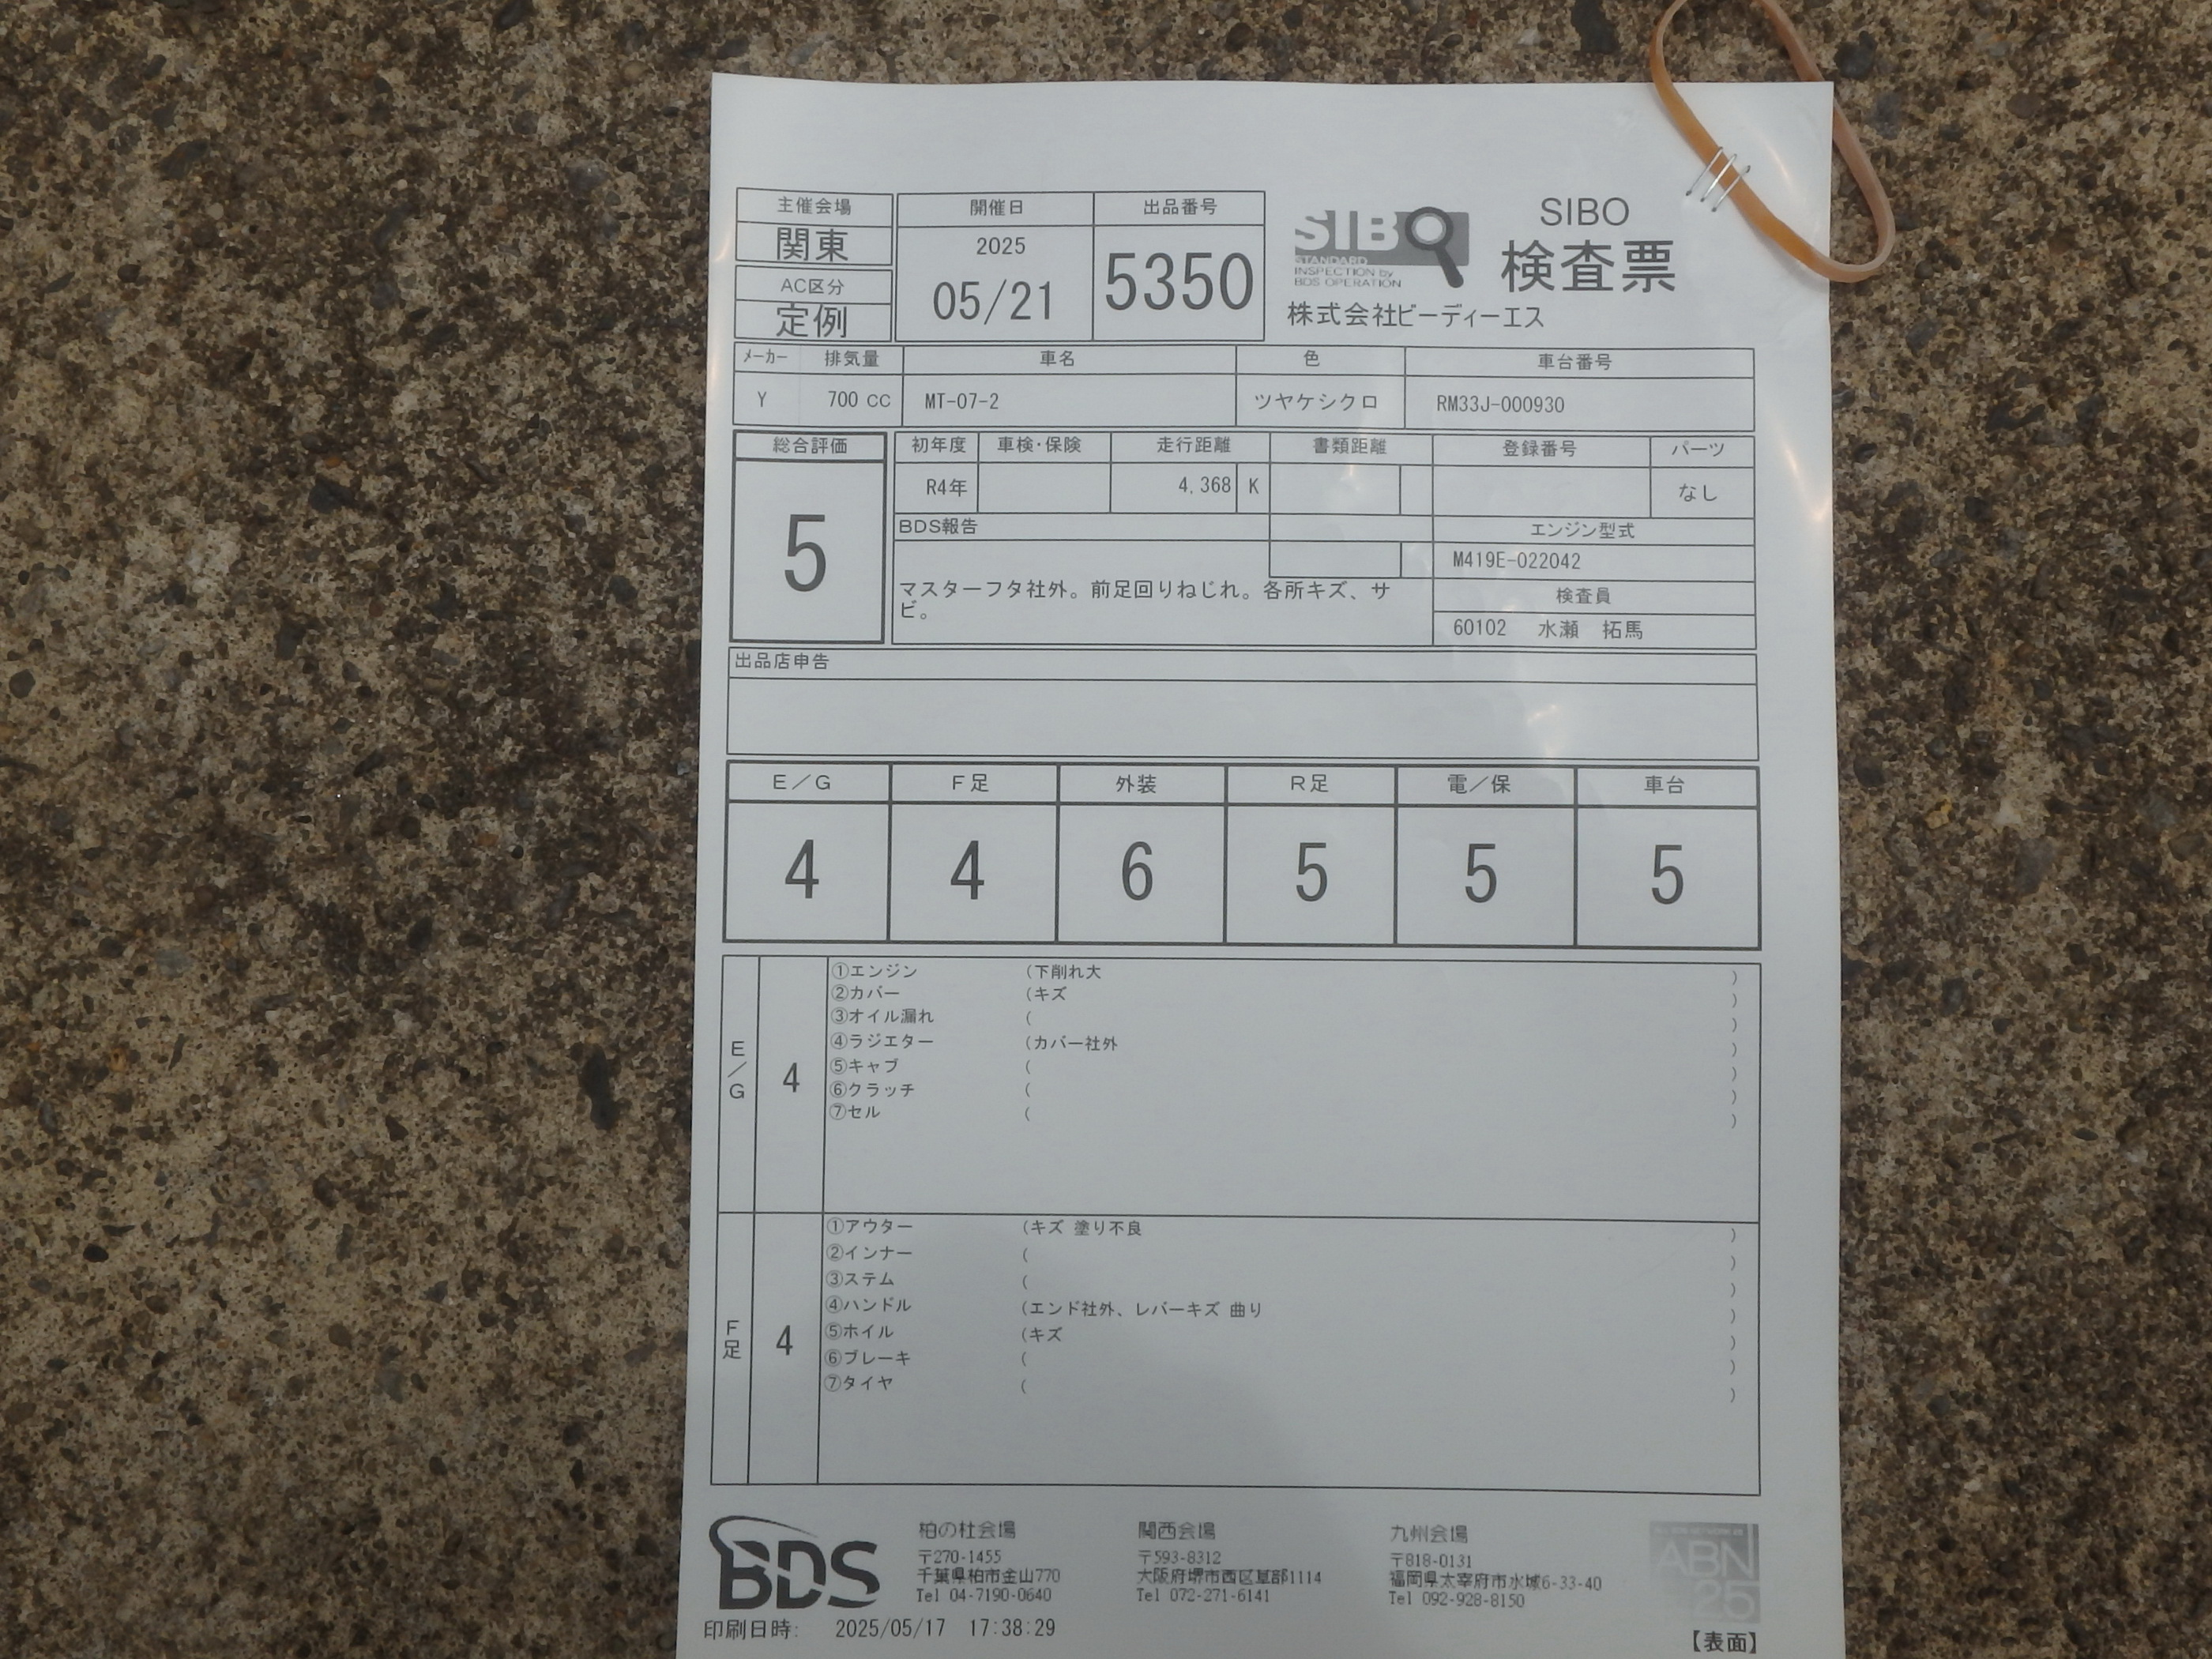 主催会場 開催日 出品番号
関東 2025 05/21 5350
AC区分
定例
SIBO
STANDARD
INSPECTION by
BDS OPERATION
SIBO
検査票
株式会社ビーディーエス
メーカー 排気量 車名 色 車台番号
Y 700 cc MT-07-2 ツヤケシクロ RM33J-000930
総合評価 初年度 車検・保険 走行距離 書類距離 登録番号 パーツ
5 R4年 4,368 K なし
BDS報告 エンジン型式
M419E-022042
マスターフタ社外。前足回りねじれ。各所キズ、サ
ビ。
検査員
60102 水瀬 拓馬
出品店申告
E/G F足 外装 R足 電/保 車台
4 4 6 5 5 5
E/G 4
①エンジン (下削れ大 )
②カバー (キズ )
③オイル漏れ ( )
④ラジエター (カバー社外 )
⑤キャブ ( )
⑥クラッチ ( )
⑦セル ( )
F足 4
①アウター (キズ 塗り不良 )
②インナー ( )
③ステム ( )
④ハンドル (エンド社外、レバーキズ 曲り )
⑤ホイル (キズ )
⑥ブレーキ ( )
⑦タイヤ ( )
BDS
柏の杜会場
〒270-1455
千葉県柏市金山770
Tel 04-7190-0640
関西会場
〒593-8312
大阪府堺市西区草部1114
Tel 072-271-6141
九州会場
〒818-0131
福岡県太宰府市水城6-33-40
Tel 092-928-8150
ABN
25
印刷日時: 2025/05/17 17:38:29
【表面】